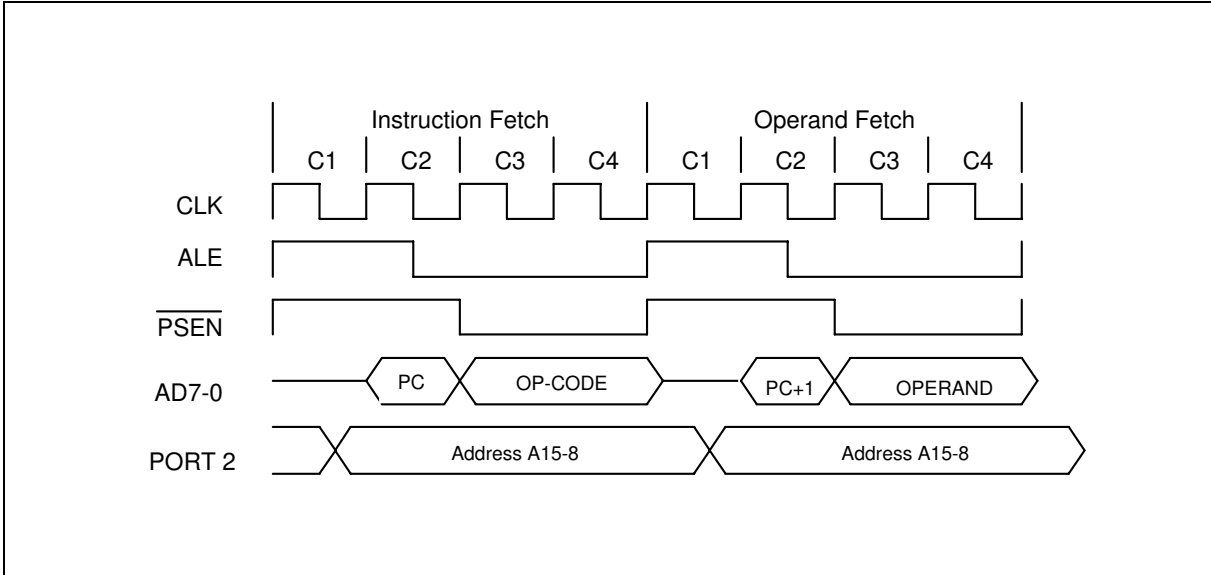 Instruction Fetch Operand Fetch
C1 C2 C3 C4 C1 C2 C3 C4
CLK
ALE
PSEN
AD7-0 PC OP-CODE PC+1 OPERAND
PORT 2 Address A15-8 Address A15-8